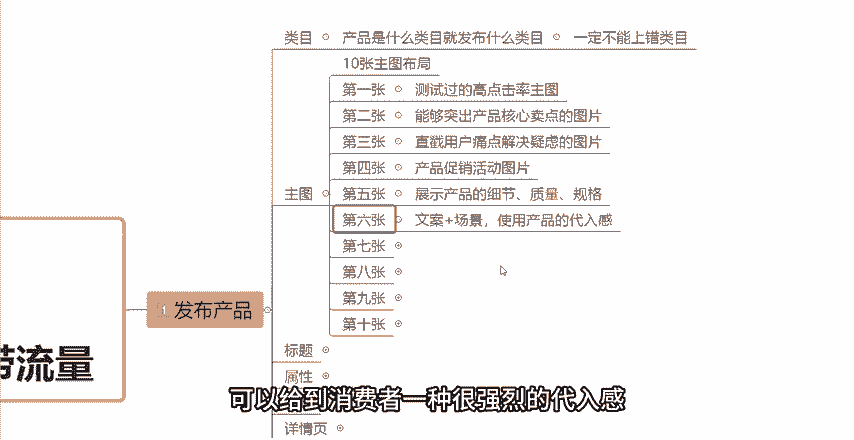 类目 产品是什么类目就发布什么类目 一定不能上错类目
10张主图布局
第一张 测试过的高点击率主图
第二张 能够突出产品核心卖点的图片
第三张 直戳用户痛点解决疑虑的图片
第四张 产品促销活动图片
主图 第五张 展示产品的细节、质量、规格
第六张 文案+场景，使用产品的代入感
第七张
第八张
第九张
1 发布产品
第十张
标题
带流量
属性
可以给到消费者一种很强烈的代入感
详情页